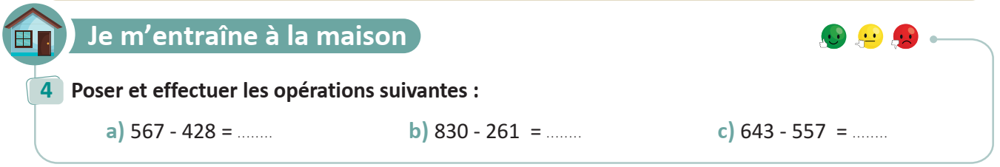 Je m'entraîne à la maison
4 Poser et effectuer les opérations suivantes :
a) 567 - 428 = ........ b) 830 - 261 = ........ c) 643 - 557 = ........